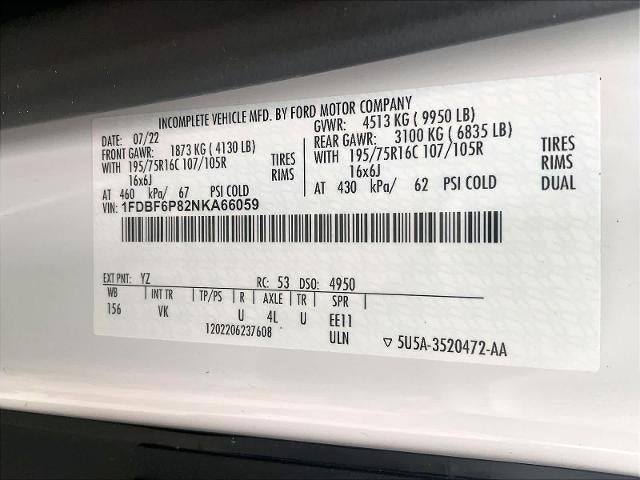 INCOMPLETE VEHICLE MFD. BY FORD MOTOR COMPANY
DATE: 07/22 GVWR: 4513 KG ( 9950 LB)
FRONT GAWR: 1873 KG ( 4130 LB) REAR GAWR: 3100 KG ( 6835 LB)
WITH 195/75R16C 107/105R TIRES WITH 195/75R16C 107/105R TIRES
16x6J RIMS 16x6J RIMS
AT 460 kPa/ 67 PSI COLD AT 430 kPa/ 62 PSI COLD DUAL
VIN: 1FDBF6P82NKA66059
EXT PNT: YZ RC: 53 DSO: 4950
WB INT TR TP/PS R AXLE TR SPR
156 VK U 4L U EE11
1202206237608 ULN ▽ 5U5A-3520472-AA